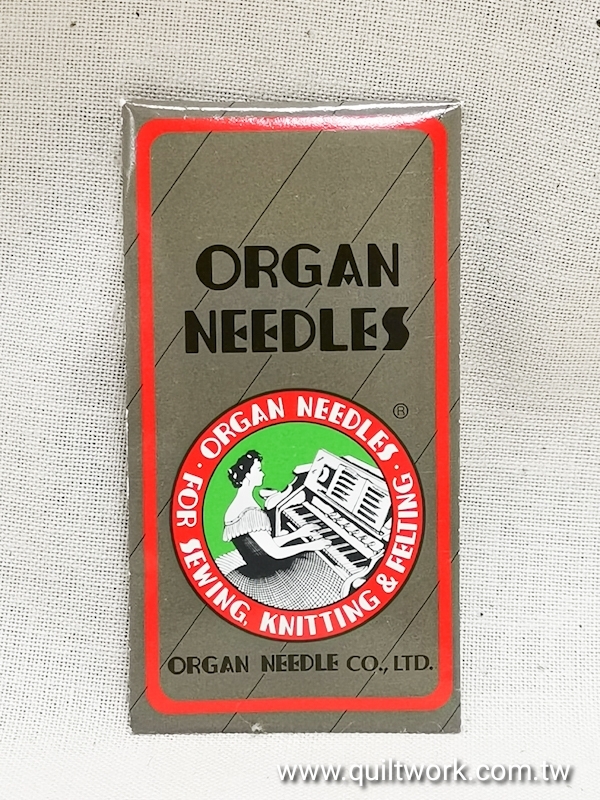 ORGAN
NEEDLES
®
· ORGAN NEEDLES ·
FOR SEWING, KNITTING & FELTING
ORGAN NEEDLE CO., LTD.
www.quiltwork.com.tw